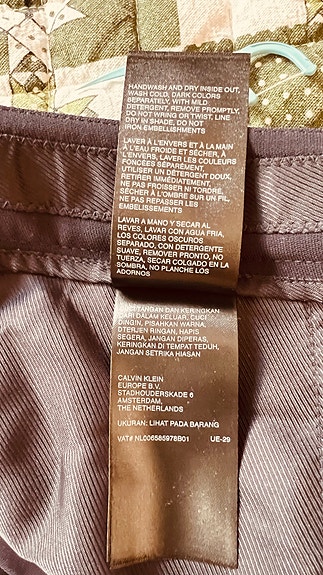 HANDWASH AND DRY INSIDE OUT,
WASH COLD, DARK COLORS
SEPARATELY, WITH MILD
DETERGENT, REMOVE PROMPTLY,
DO NOT WRING OR TWIST, LINE
DRY IN SHADE, DO NOT
IRON EMBELLISHMENTS
LAVER À L'ENVERS ET À LA MAIN
À L'EAU FROIDE ET SÉCHER, À
L'ENVERS, LAVER LES COULEURS
FONCÉES SÉPAREMENT,
UTILISER UN DÉTERGENT DOUX,
RETIRER IMMÉDIATEMENT,
NE PAS FROISSER NI TORDRE,
SÉCHER À L'OMBRE SUR UN FIL,
NE PAS REPASSER LES
EMBELISSEMENTS
LAVAR A MANO Y SECAR AL
REVES, LAVAR CON AGUA FRIA,
LOS COLORES OSCUROS
SEPARADO, CON DETERGENTE
SUAVE, REMOVER PRONTO, NO
TUERZA, SECAR COLGADO EN LA
SOMBRA, NO PLANCHE LOS
ADORNOS
TANGAN DAN KERINGKAN
DARI DALAM KELUAR, CUCI
DINGIN, PISAHKAN WARNA,
DTERJEN RINGAN, HAPIS
SEGERA, JANGAN DIPERAS,
KERINGKAN DI TEMPAT TEDUH,
JANGAN SETRIKA HIASAN
CALVIN KLEIN
EUROPE B.V.
STADHOUDERSKADE 6
AMSTERDAM,
THE NETHERLANDS
UKURAN: LIHAT PADA BARANG
VAT# NL006585978B01 UE-29